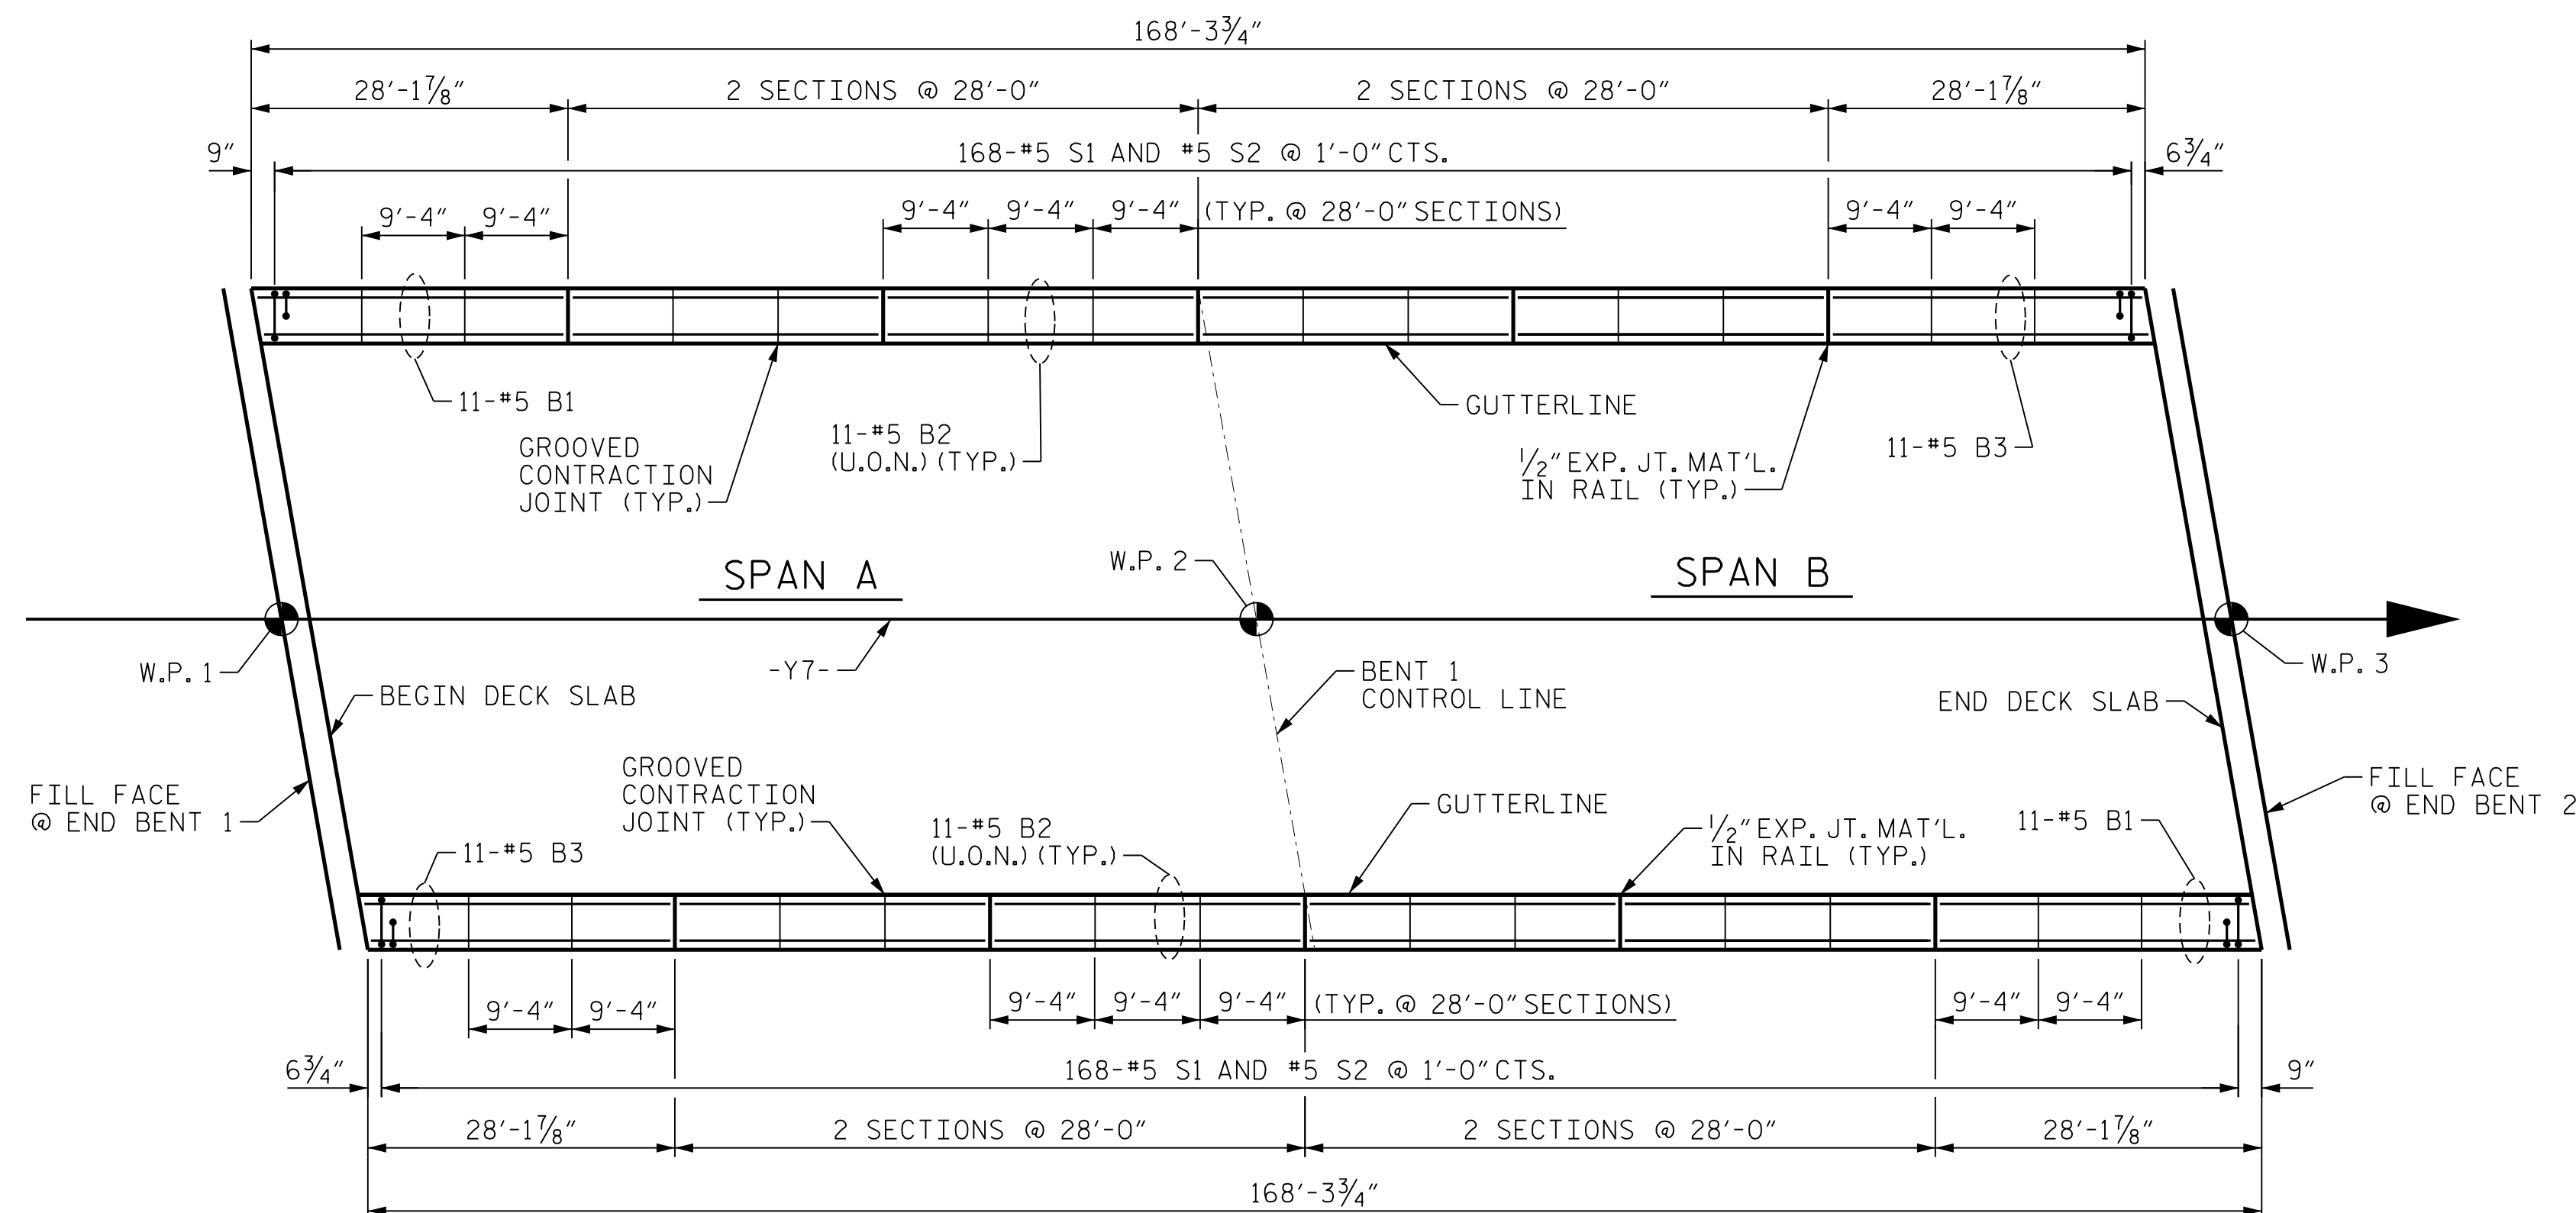 168'-3¾"
28'-1⅞"
2 SECTIONS @ 28'-0"
2 SECTIONS @ 28'-0"
28'-1⅞"
9"
168-#5 S1 AND #5 S2 @ 1'-0"CTS.
6¾"
9'-4"
9'-4"
9'-4"
9'-4"
9'-4"
(TYP. @ 28'-0"SECTIONS)
9'-4"
9'-4"
11-#5 B1
GROOVED
CONTRACTION
JOINT (TYP.)
11-#5 B2
(U.O.N.)(TYP.)
GUTTERLINE
½"EXP. JT. MAT'L.
IN RAIL (TYP.)
11-#5 B3
SPAN A
W.P. 2
SPAN B
W.P. 1
-Y7-
BENT 1
CONTROL LINE
W.P. 3
BEGIN DECK SLAB
END DECK SLAB
FILL FACE
@ END BENT 1
GROOVED
CONTRACTION
JOINT (TYP.)
11-#5 B3
11-#5 B2
(U.O.N.)(TYP.)
GUTTERLINE
½"EXP. JT. MAT'L.
IN RAIL (TYP.)
11-#5 B1
FILL FACE
@ END BENT 2
9'-4"
9'-4"
9'-4"
9'-4"
9'-4"
(TYP. @ 28'-0"SECTIONS)
9'-4"
9'-4"
6¾"
168-#5 S1 AND #5 S2 @ 1'-0"CTS.
9"
28'-1⅞"
2 SECTIONS @ 28'-0"
2 SECTIONS @ 28'-0"
28'-1⅞"
168'-3¾"